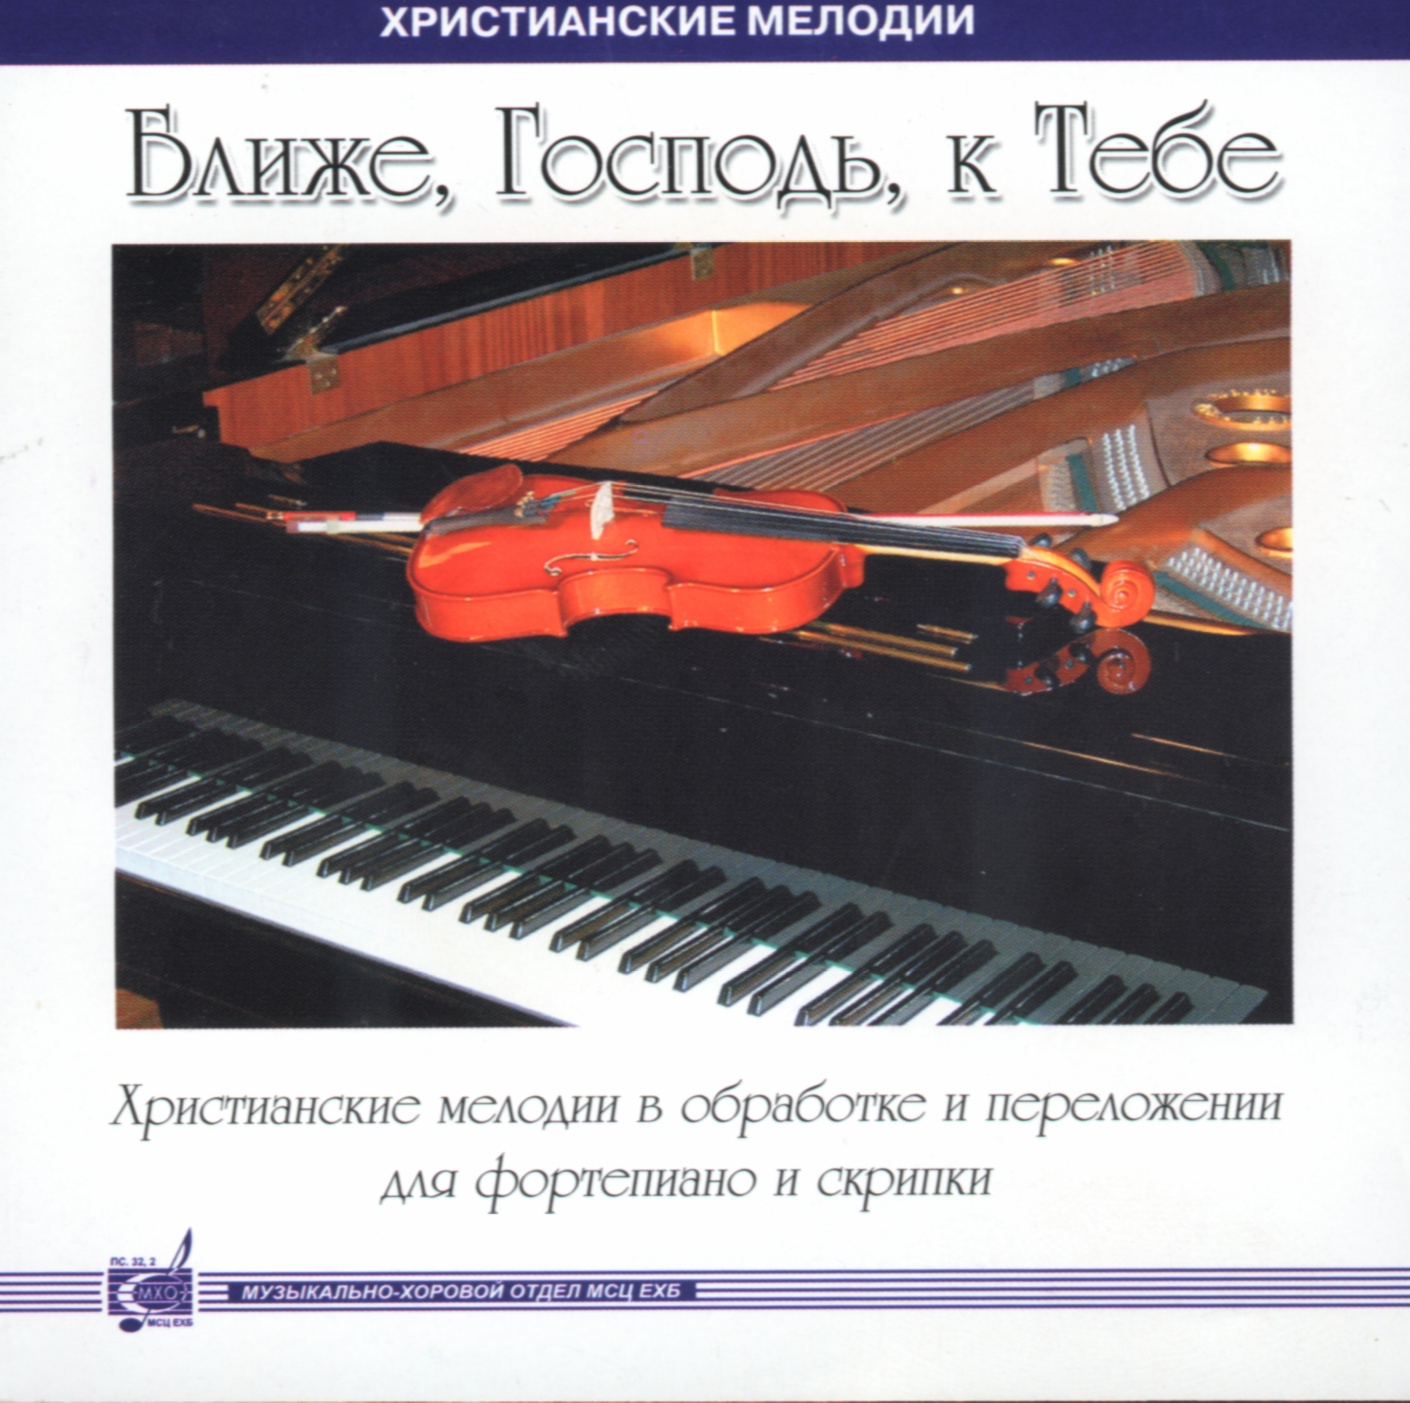 ХРИСТИАНСКИЕ МЕЛОДИИ
Ближе, Господь, к Тебе
Христианские мелодии в обработке и переложении
для фортепиано и скрипки
ПС. 32, 2
МХО
МСЦ ЕХБ
МУЗЫКАЛЬНО-ХОРОВОЙ ОТДЕЛ МСЦ ЕХБ